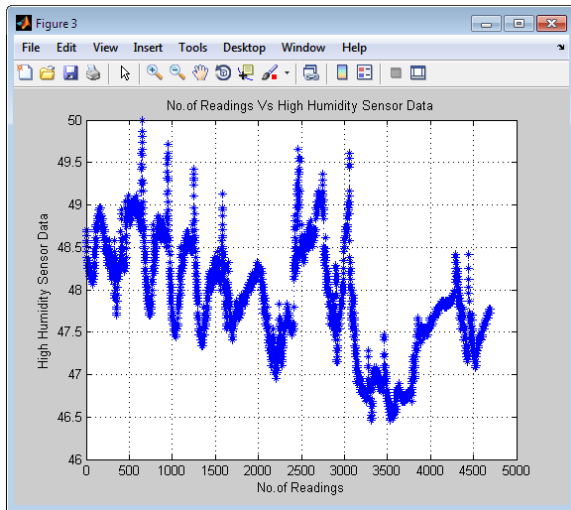 Figure 3
File Edit View Insert Tools Desktop Window Help
No.of Readings Vs High Humidity Sensor Data
50
49.5
49
48.5
48
47.5
47
46.5
46
High Humidity Sensor Data
0 500 1000 1500 2000 2500 3000 3500 4000 4500 5000
No.of Readings